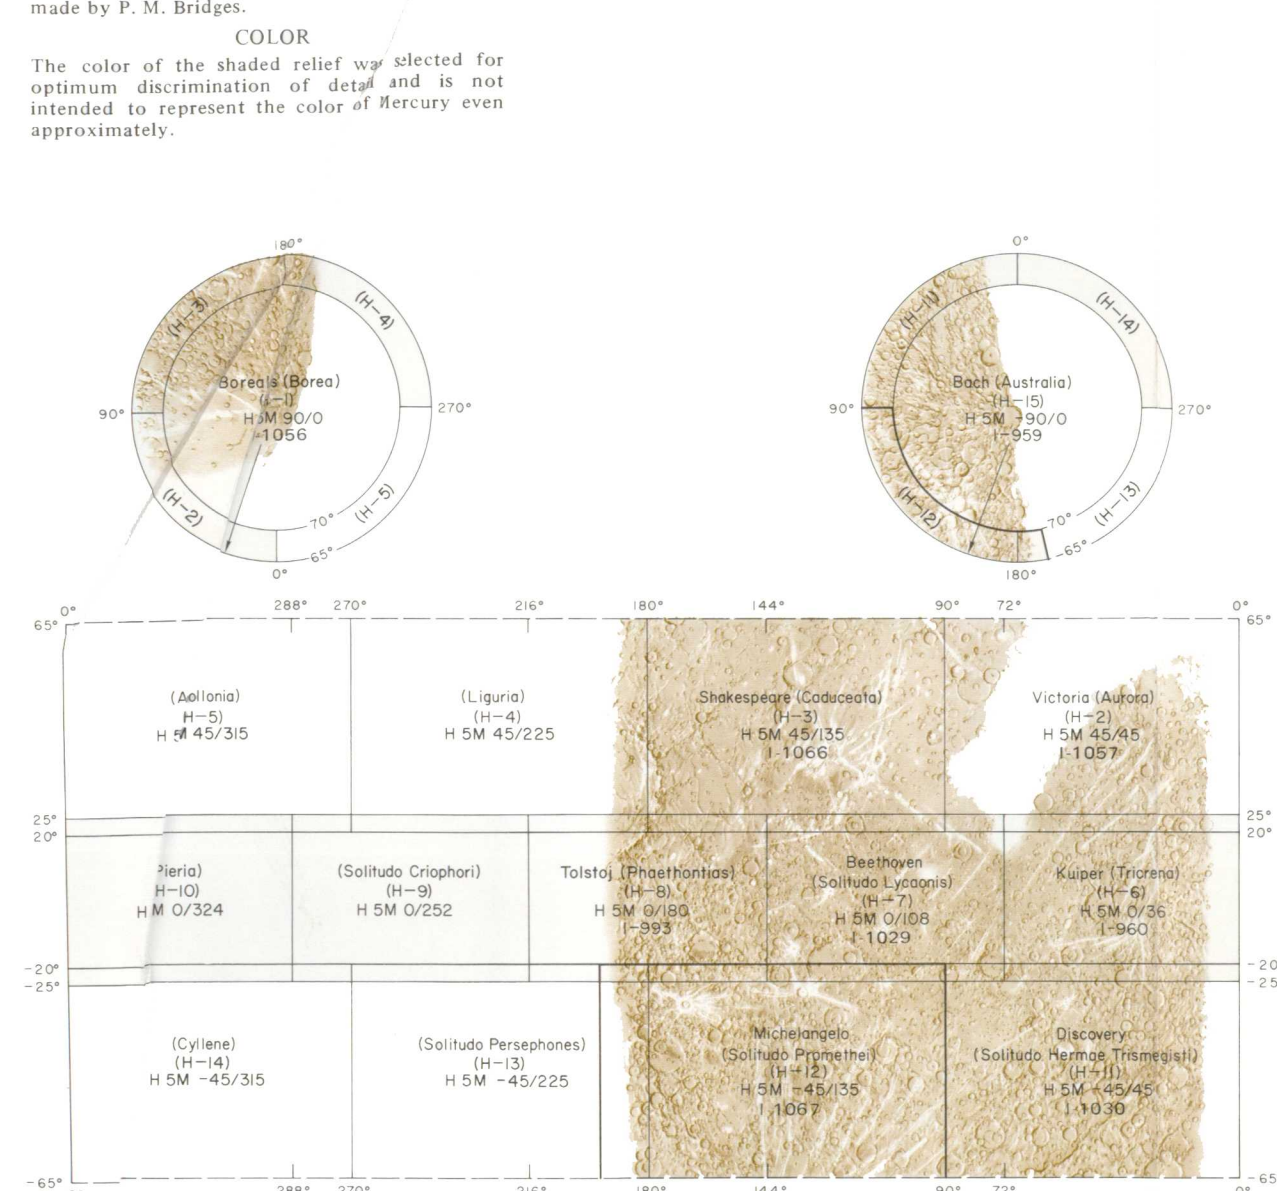 made by P. M. Bridges.
COLOR
The color of the shaded relief was selected for
optimum discrimination of detail and is not
intended to represent the color of Mercury even
approximately.
180°
(H-3)
(H-4)
Borealis (Borea)
H 5M 90/0
1056
90°
270°
(H-2)
(H-5)
70°
65°
0°
0°
(H-11)
(H-14)
Bach (Australia)
(H-15)
H 5M -90/0
I-959
90°
270°
(H-12)
(H-13)
70°
-65°
180°
0° 288° 270° 216° 180° 144° 90° 72° 0°
65° 65°
(H-5)
45/315
(Liguria)
(H-4)
H 5M 45/225
Shakespeare (Caduceata)
(H-3)
H 5M 45/135
I-1066
Victoria (Aurora)
(H-2)
H 5M 45/45
I-1057
25° 25°
20° 20°
Pieria)
H-10)
H M 0/324
(Solitudo Criophori)
(H-9)
H 5M 0/252
Tolstoj (Phaethontias)
(H-8)
H 5M 0/180
I-993
Beethoven
(Solitudo Lycaonis)
(H-7)
H 5M 0/108
I-1029
Kuiper (Tricrena)
(H-6)
H 5M 0/36
I-960
-20° -20
-25° -25
(Cyllene)
(H-14)
H 5M -45/315
(Solitudo Persephones)
(H-13)
H 5M -45/225
Michelangelo
(Solitudo Promethei)
(H-12)
H 5M -45/135
I-1067
Discovery
(Solitudo Hermae Trismegisti)
(H-11)
H 5M -45/45
I-1030
-65° -65
288° 270° 216° 180° 144° 90° 72° 0°